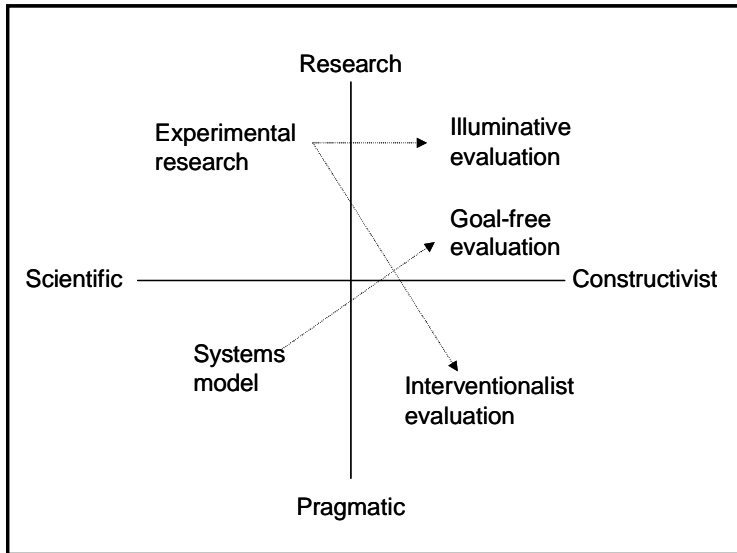 Research
Experimental
research
Illuminative
evaluation
Goal-free
evaluation
Scientific
Constructivist
Systems
model
Interventionalist
evaluation
Pragmatic